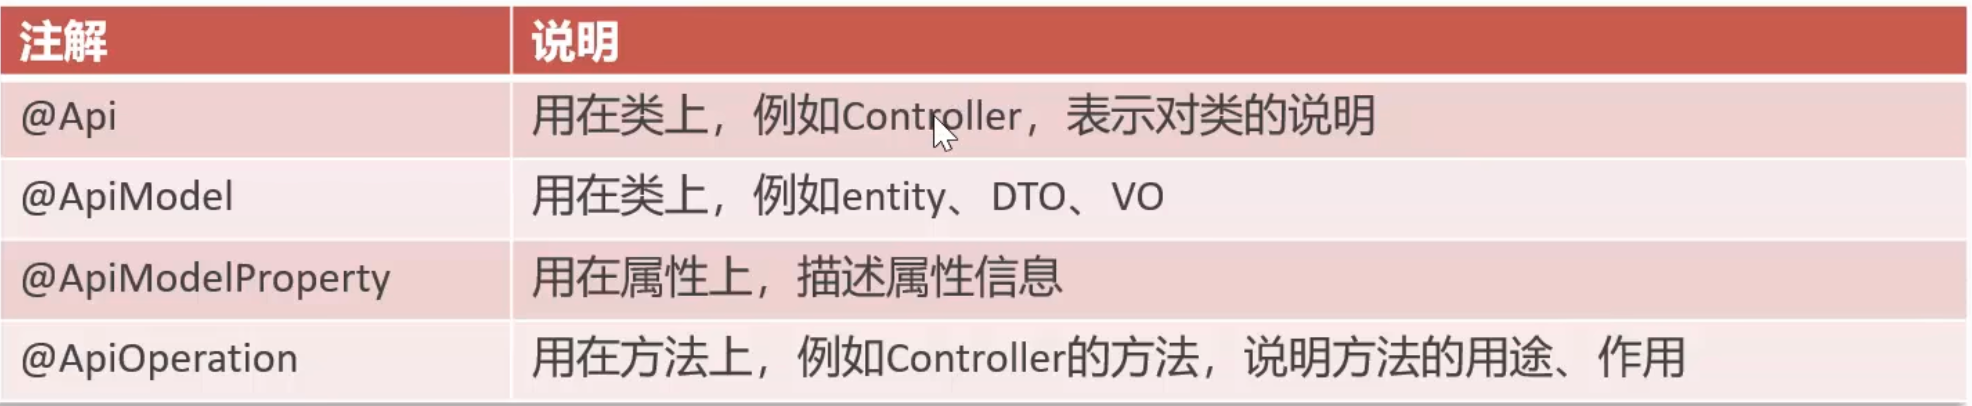 注解 说明
@Api 用在类上，例如Controller，表示对类的说明
@ApiModel 用在类上，例如entity、DTO、VO
@ApiModelProperty 用在属性上，描述属性信息
@ApiOperation 用在方法上，例如Controller的方法，说明方法的用途、作用